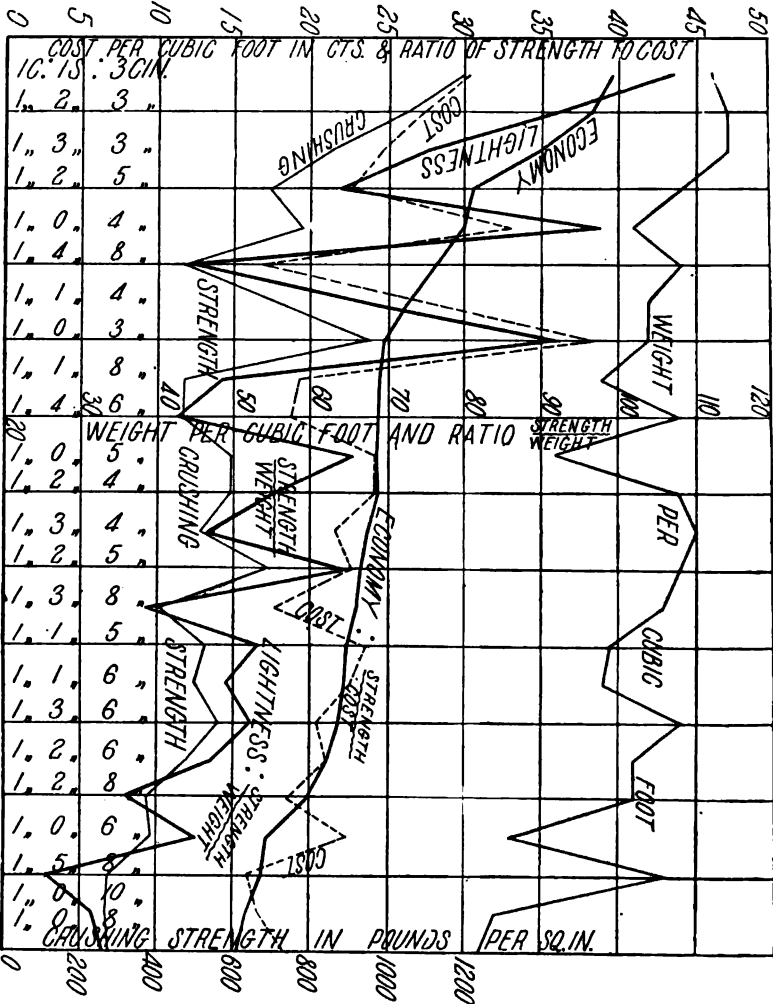 0 5 10 15 20 25 30 35 40 45 50
COST PER CUBIC FOOT IN CTS. & RATIO OF STRENGTH TO COST
1C: 1S: 3CIN.
1 „ 2 „ 3 „
1 „ 3 „ 3 „
1 „ 2 „ 5 „
1 „ 0 „ 4 „
1 „ 4 „ 8 „
1 „ 1 „ 4 „
1 „ 0 „ 3 „
1 „ 1 „ 8 „
1 „ 4 „ 6 „
CRUSHING
COST
LIGHTNESS
ECONOMY
STRENGTH
WEIGHT
20 30 40 50 60 70 80 90 100 110 120
WEIGHT PER CUBIC FOOT AND RATIO STRENGTH
WEIGHT
1 „ 0 „ 5 „
1 „ 2 „ 4 „
1 „ 3 „ 4 „
1 „ 2 „ 5 „
1 „ 3 „ 8 „
1 „ 1 „ 5 „
1 „ 1 „ 6 „
1 „ 3 „ 6 „
1 „ 2 „ 6 „
1 „ 2 „ 8 „
1 „ 0 „ 6 „
1 „ 5 „ 8 „
1 „ 0 „ 10 „
1 „ 0 „ 8 „
CRUSHING
STRENGTH
WEIGHT
ECONOMY:
STRENGTH
COST
PER
COST
STRENGTH
LIGHTNESS:
STRENGTH
WEIGHT
CUBIC
FOOT
COST
CRUSHING STRENGTH IN POUNDS PER SQ.IN.
0 200 400 600 800 1000 1200